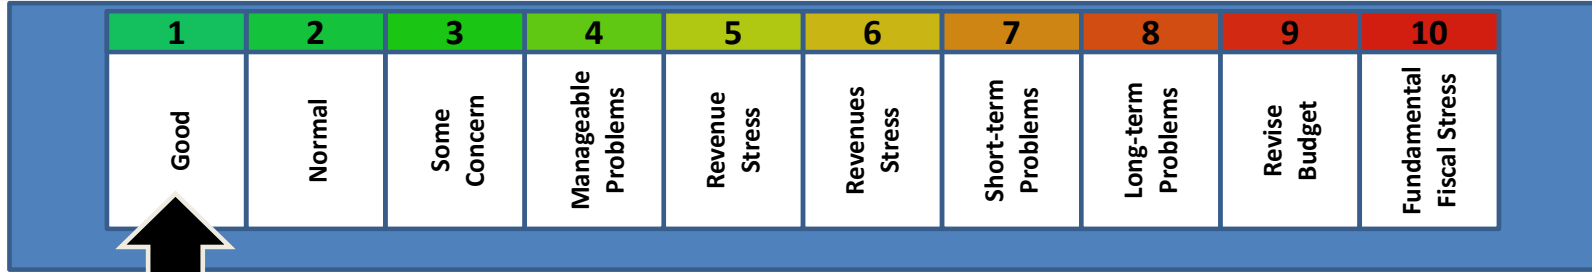 1 2 3 4 5 6 7 8 9 10
Good
Normal
Some
Concern
Manageable
Problems
Revenue
Stress
Revenues
Stress
Short-term
Problems
Long-term
Problems
Revise
Budget
Fundamental
Fiscal Stress